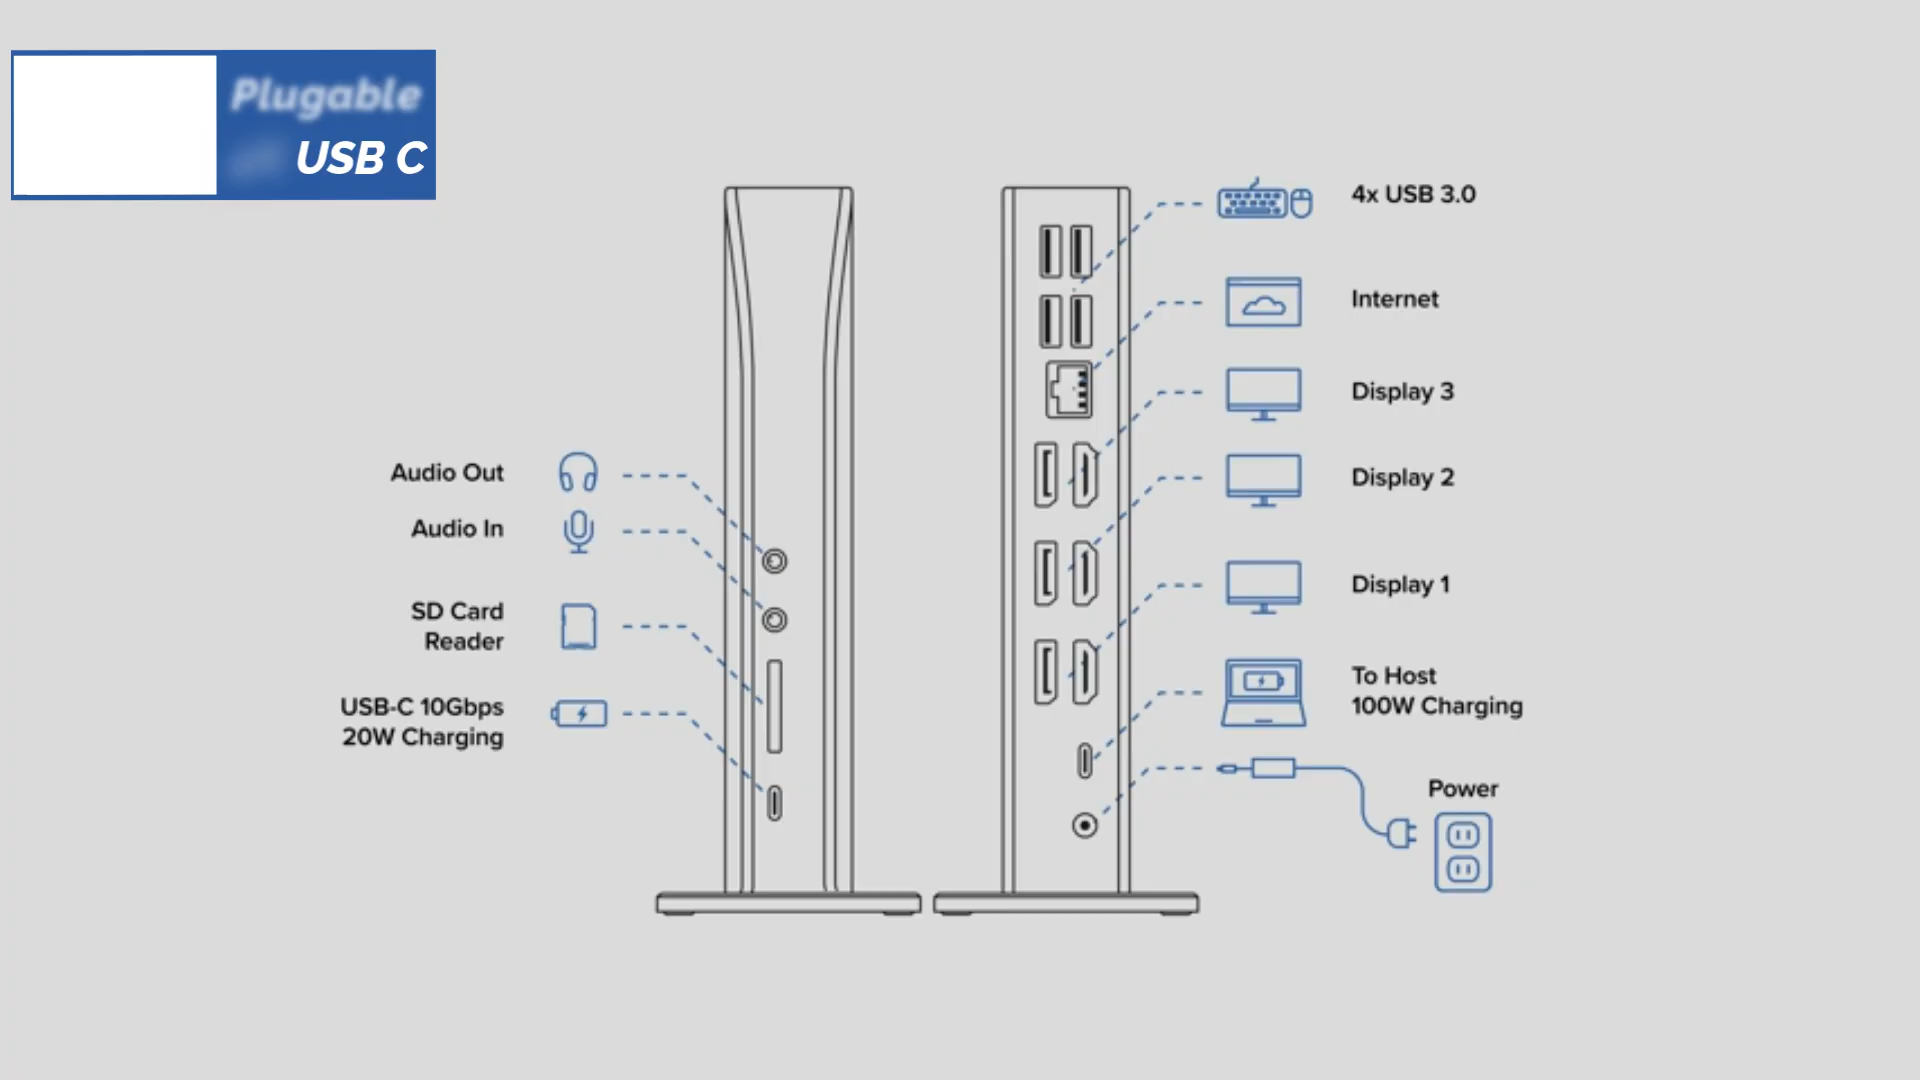 Plugable
USB C
4x USB 3.0
Internet
Display 3
Display 2
Display 1
To Host
100W Charging
Power
Audio Out
Audio In
SD Card
Reader
USB-C 10Gbps
20W Charging